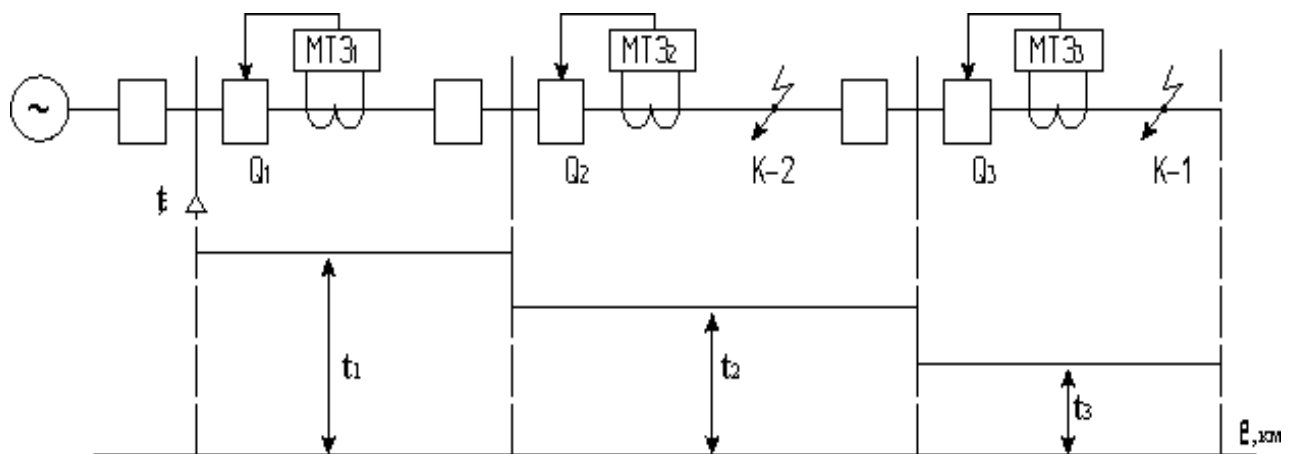 МТЗ1 МТЗ2 МТЗ3
~
Q1 Q2 K-2 Q3 K-1
t
t1 t2 t3
ℓ, км